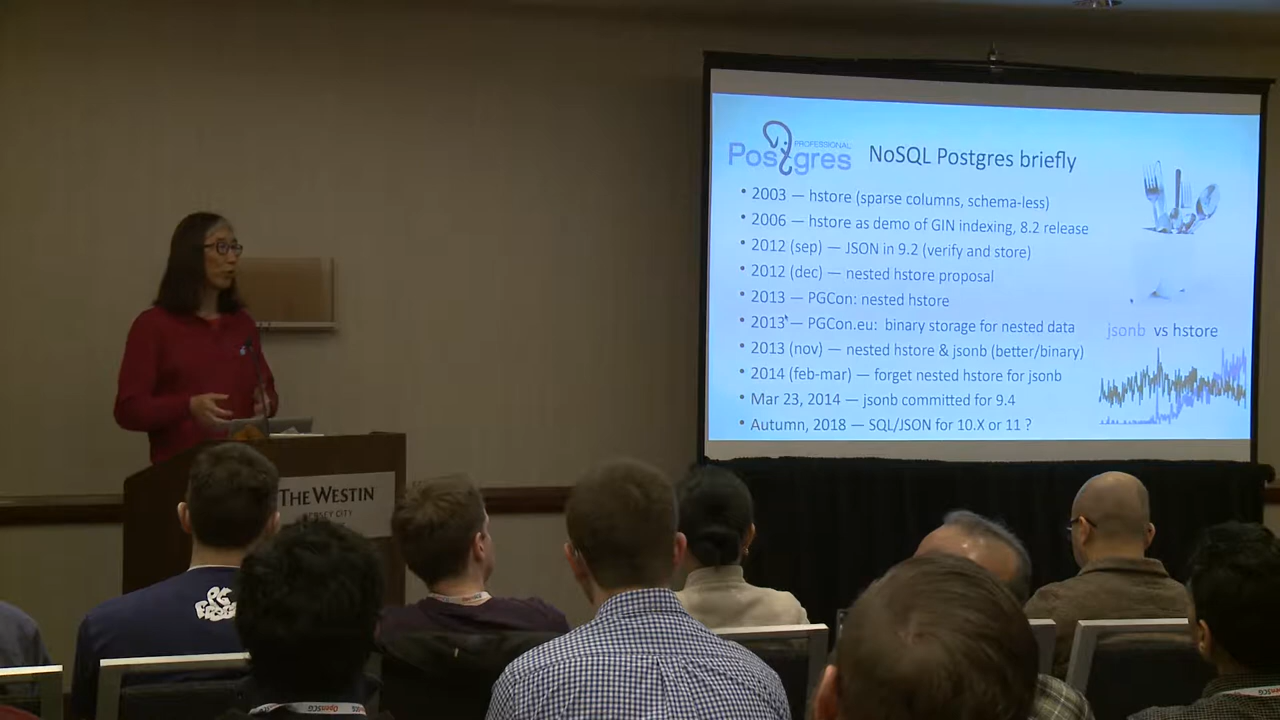 PROFESSIONAL
Postgres
NoSQL Postgres briefly
• 2003 — hstore (sparse columns, schema-less)
• 2006 — hstore as demo of GIN indexing, 8.2 release
• 2012 (sep) — JSON in 9.2 (verify and store)
• 2012 (dec) — nested hstore proposal
• 2013 — PGCon: nested hstore
• 2013 — PGCon.eu: binary storage for nested data
• 2013 (nov) — nested hstore & jsonb (better/binary)
• 2014 (feb-mar) — forget nested hstore for jsonb
• Mar 23, 2014 — jsonb committed for 9.4
• Autumn, 2018 — SQL/JSON for 10.X or 11 ?
jsonb vs hstore
THE WESTIN
JERSEY CITY
OpenSCG